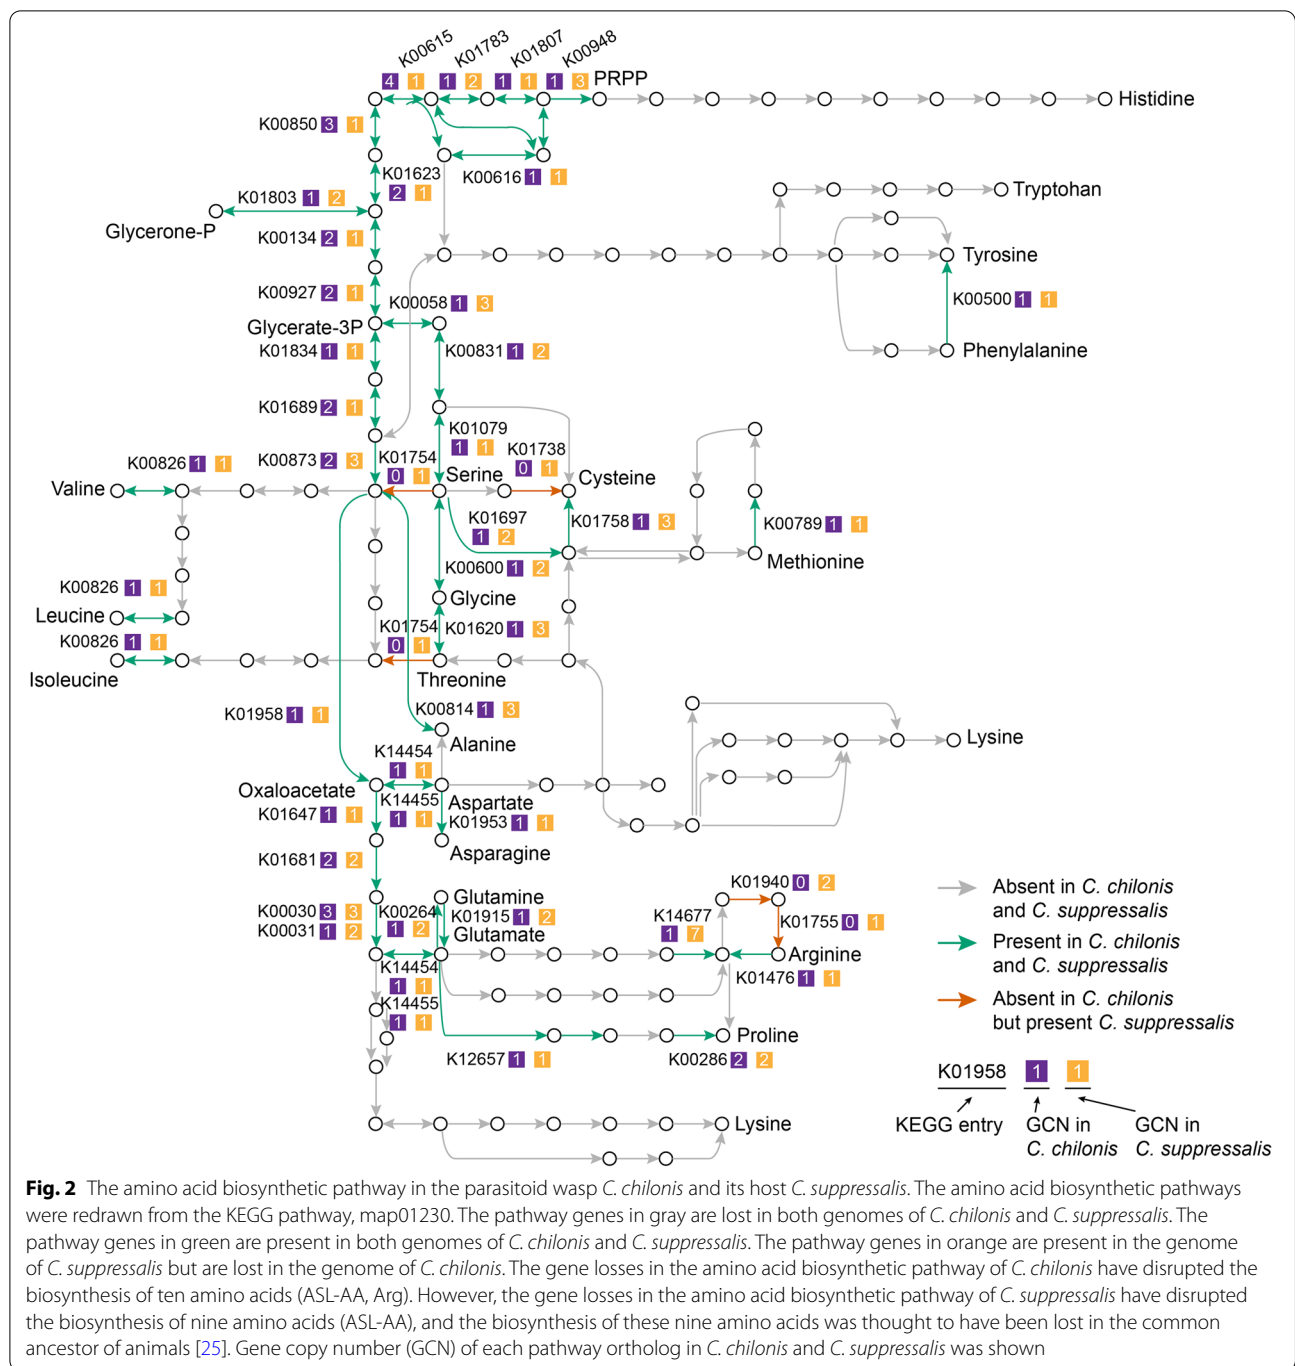 K00615 K01783 K01807 K00948
4 1 1 2 1 1 1 3 PRPP
Histidine
K00850 3 1
K01623
2 1
K00616 1 1
K01803 1 2
Glycerone-P
Tryptohan
K00134 2 1
Tyrosine
K00927 2 1
K00058 1 3
K00500 1 1
Glycerate-3P
K01834 1 1
K00831 1 2
Phenylalanine
K01689 2 1
K01079
1 1
K01738
0 1
K00826 1 1
K00873 2 3
K01754
0 1
Serine
Cysteine
Valine
K01697
1 2
K01758 1 3
K00789 1 1
Methionine
K00600 1 2
K00826 1 1
Glycine
Leucine
K01754
0 1
K01620 1 3
K00826 1 1
Isoleucine
Threonine
K01958 1 1
K00814 1 3
Alanine
Lysine
K14454
1 1
Oxaloacetate
K14455
1 1
Aspartate
K01647 1 1
K01953 1 1
Asparagine
K01681 2 2
K01940 0 2
Glutamine
K00030 3 3
K00031 1 2
K00264
1 2
K01915 1 2
Glutamate
K14677
1 7
K01755 0 1
Arginine
K14454
1 1
K01476 1 1
K14455
1 1
Proline
K12657 1 1
K00286 2 2
Lysine
Absent in C. chilonis
and C. suppressalis
Present in C. chilonis
and C. suppressalis
Absent in C. chilonis
but present C. suppressalis
K01958 1 1
KEGG entry
GCN in
C. chilonis
GCN in
C. suppressalis
Fig. 2 The amino acid biosynthetic pathway in the parasitoid wasp C. chilonis and its host C. suppressalis. The amino acid biosynthetic pathways
were redrawn from the KEGG pathway, map01230. The pathway genes in gray are lost in both genomes of C. chilonis and C. suppressalis. The
pathway genes in green are present in both genomes of C. chilonis and C. suppressalis. The pathway genes in orange are present in the genome
of C. suppressalis but are lost in the genome of C. chilonis. The gene losses in the amino acid biosynthetic pathway of C. chilonis have disrupted the
biosynthesis of ten amino acids (ASL-AA, Arg). However, the gene losses in the amino acid biosynthetic pathway of C. suppressalis have disrupted
the biosynthesis of nine amino acids (ASL-AA), and the biosynthesis of these nine amino acids was thought to have been lost in the common
ancestor of animals [25]. Gene copy number (GCN) of each pathway ortholog in C. chilonis and C. suppressalis was shown